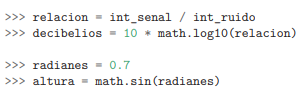 >>> relacion = int_senal / int_ruido
>>> decibelios = 10 * math.log10(relacion)
>>> radianes = 0.7
>>> altura = math.sin(radianes)